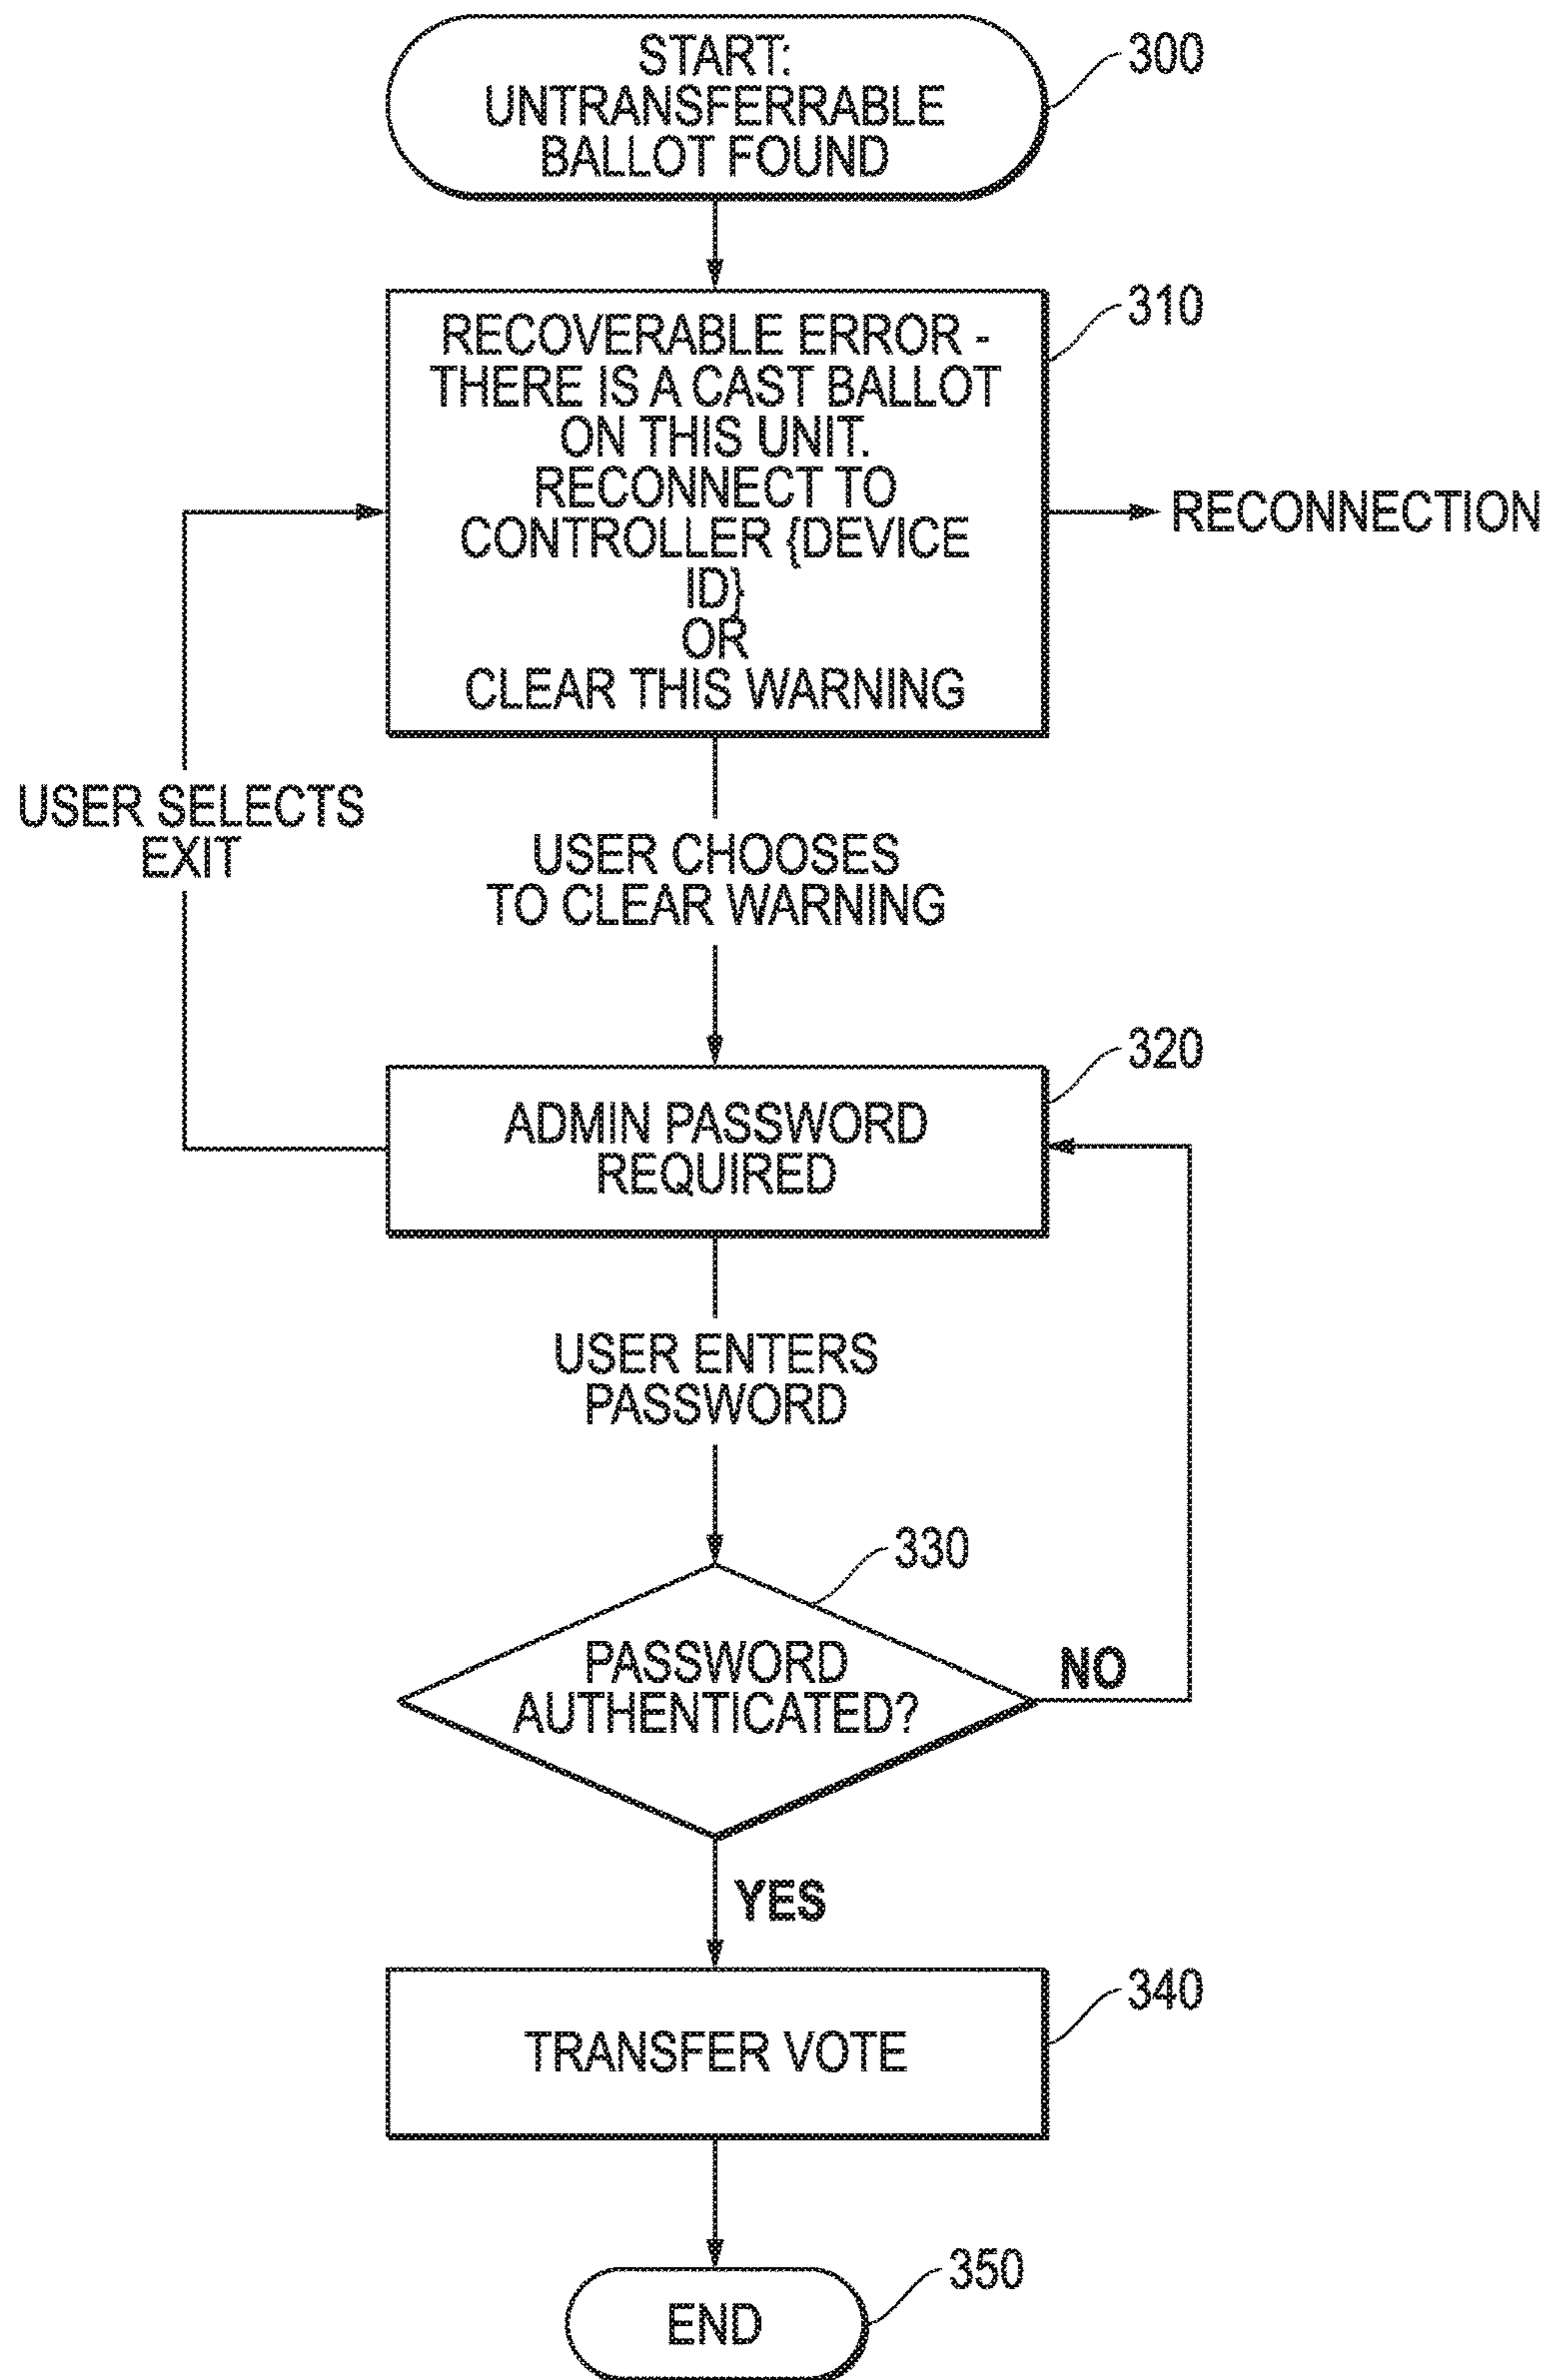 START:
UNTRANSFERRABLE
BALLOT FOUND
300
RECOVERABLE ERROR -
THERE IS A CAST BALLOT
ON THIS UNIT.
RECONNECT TO
CONTROLLER {DEVICE
ID}
OR
CLEAR THIS WARNING
310
RECONNECTION
USER SELECTS
EXIT
USER CHOOSES
TO CLEAR WARNING
320
ADMIN PASSWORD
REQUIRED
USER ENTERS
PASSWORD
330
PASSWORD
AUTHENTICATED?
NO
YES
340
TRANSFER VOTE
350
END